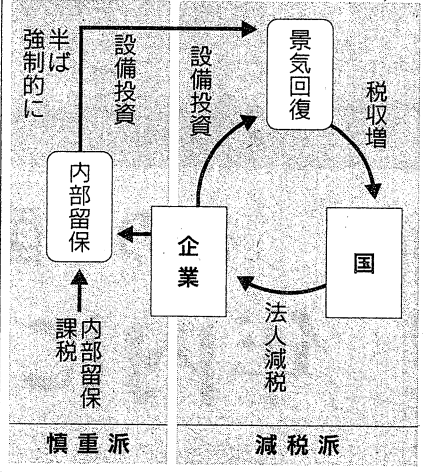 景気回復
税収増
国
法人減税
企業
設備投資
設備投資
半ば
強制的に
内部留保
内部留保
課税
減税派
慎重派